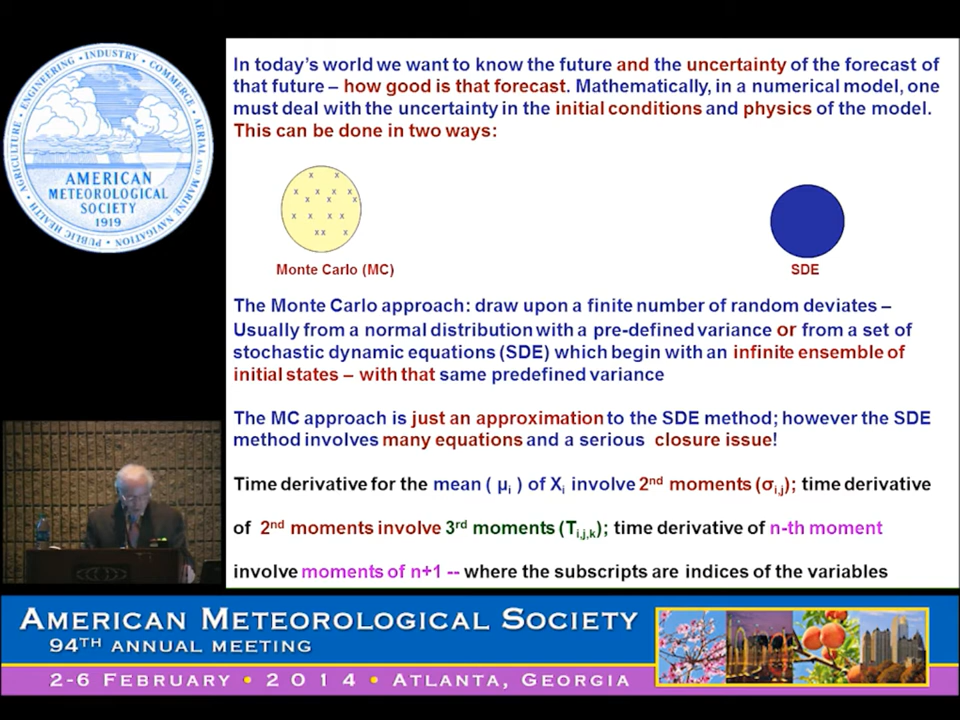 ENGINEERING • INDUSTRY • COMMERCE • AERIAL AND MARINE NAVIGATION • PUBLIC HEALTH • AGRICULTURE •
AMERICAN
METEOROLOGICAL
SOCIETY
1919
In today's world we want to know the future and the uncertainty of the forecast of
that future – how good is that forecast. Mathematically, in a numerical model, one
must deal with the uncertainty in the initial conditions and physics of the model.
This can be done in two ways:
Monte Carlo (MC)
SDE
The Monte Carlo approach: draw upon a finite number of random deviates –
Usually from a normal distribution with a pre-defined variance or from a set of
stochastic dynamic equations (SDE) which begin with an infinite ensemble of
initial states – with that same predefined variance
The MC approach is just an approximation to the SDE method; however the SDE
method involves many equations and a serious closure issue!
Time derivative for the mean ( μi ) of Xi involve 2nd moments (σi,j); time derivative
of 2nd moments involve 3rd moments (Ti,j,k); time derivative of n-th moment
involve moments of n+1 -- where the subscripts are indices of the variables
AMERICAN METEOROLOGICAL SOCIETY
94TH ANNUAL MEETING
2-6 FEBRUARY • 2014 • ATLANTA, GEORGIA